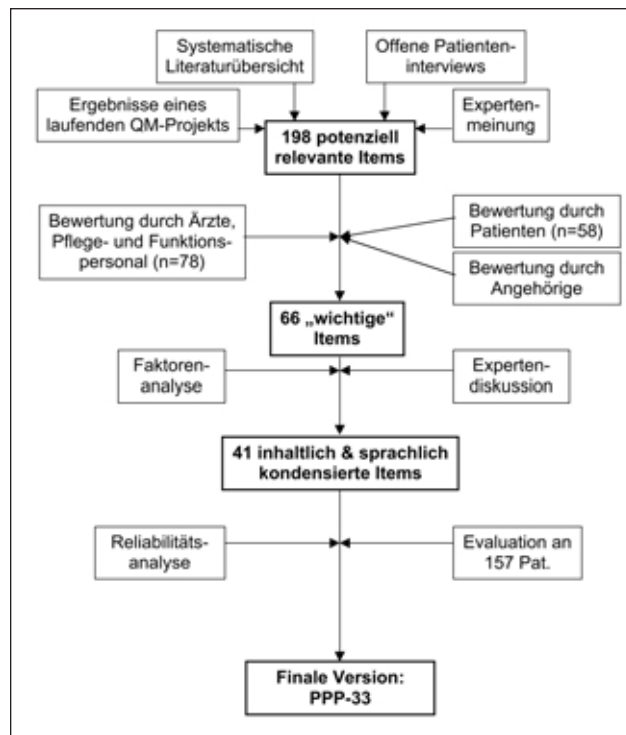 Systematische
Literaturübersicht
Offene Patienten-
interviews
Ergebnisse eines
laufenden QM-Projekts
Experten-
meinung
198 potenziell
relevante Items
Bewertung durch Ärzte,
Pflege- und Funktions-
personal (n=78)
Bewertung durch
Patienten (n=58)
Bewertung durch
Angehörige
66 „wichtige“
Items
Faktoren-
analyse
Experten-
diskussion
41 inhaltlich & sprachlich
kondensierte Items
Reliabilitäts-
analyse
Evaluation an
157 Pat.
Finale Version:
PPP-33